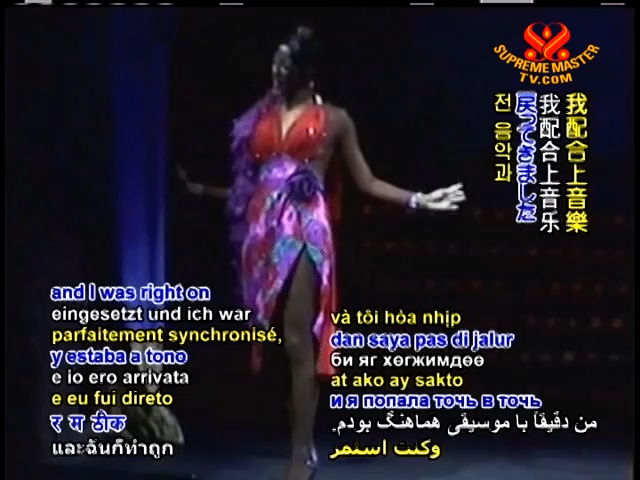 SUPREME MASTER
TV.COM
我配合上音樂
我配合上音乐
戻ってきました
전 음악과
and I was right on
eingesetzt und ich war
parfaitement synchronisé,
y estaba a tono
e io ero arrivata
e eu fui direto
र म ठीक
และฉันก็ทำถูก
và tôi hòa nhịp
dan saya pas di jalur
би яг хөгжимдөө
at ako ay sakto
и я попала точь в точь
من دقیقاً با موسیقی هماهنگ بودم.
وكنت استمر